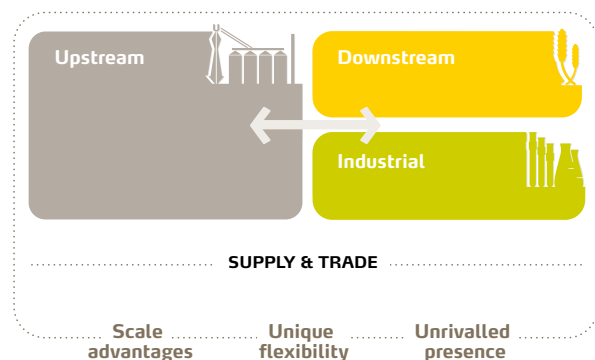 Upstream
Downstream
Industrial
SUPPLY & TRADE
Scale
advantages
Unique
flexibility
Unrivalled
presence